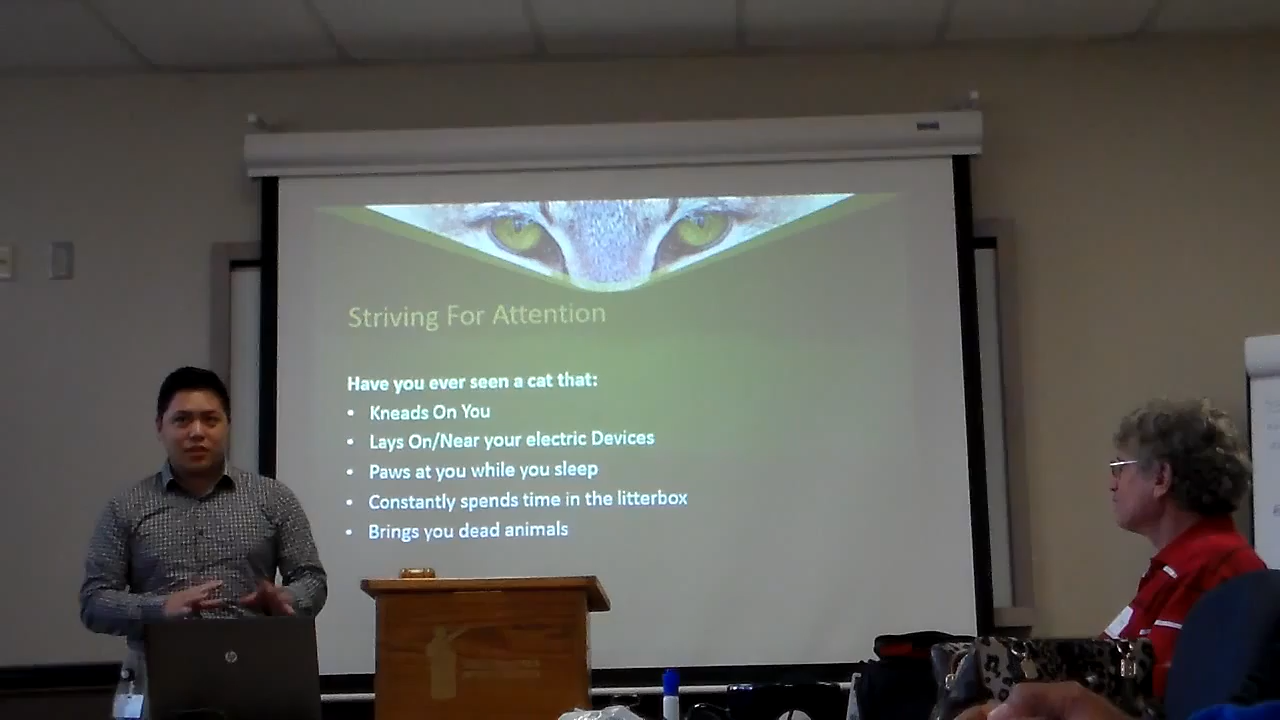 Striving For Attention
Have you ever seen a cat that:
• Kneads On You
• Lays On/Near your electric Devices
• Paws at you while you sleep
• Constantly spends time in the litterbox
• Brings you dead animals
hp